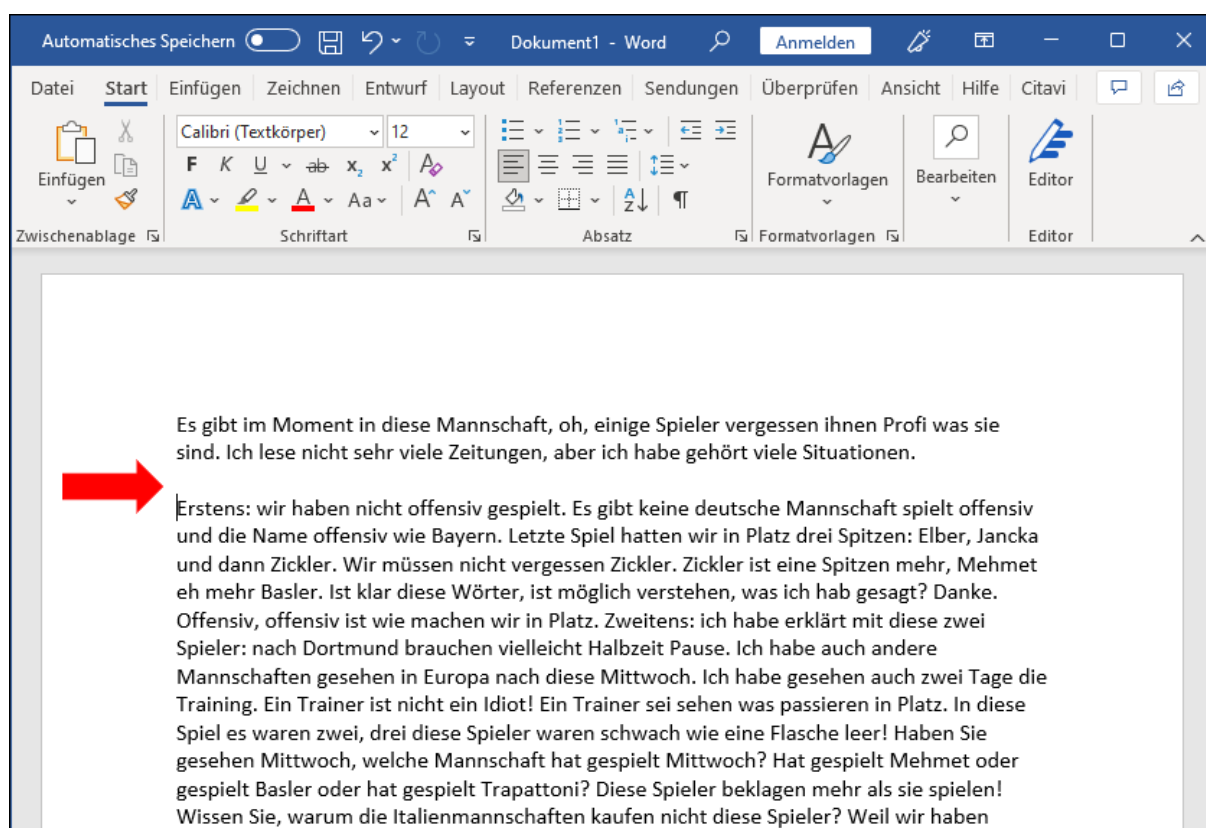 Automatisches Speichern Dokument1 - Word Anmelden
Datei Start Einfügen Zeichnen Entwurf Layout Referenzen Sendungen Überprüfen Ansicht Hilfe Citavi
Calibri (Textkörper) 12
Einfügen F K U ab x₂ x² A Formatvorlagen Bearbeiten Editor
A A Aa A A A Z ¶
Zwischenablage Schriftart Absatz Formatvorlagen Editor
Es gibt im Moment in diese Mannschaft, oh, einige Spieler vergessen ihnen Profi was sie
sind. Ich lese nicht sehr viele Zeitungen, aber ich habe gehört viele Situationen.
Erstens: wir haben nicht offensiv gespielt. Es gibt keine deutsche Mannschaft spielt offensiv
und die Name offensiv wie Bayern. Letzte Spiel hatten wir in Platz drei Spitzen: Elber, Jancka
und dann Zickler. Wir müssen nicht vergessen Zickler. Zickler ist eine Spitzen mehr, Mehmet
eh mehr Basler. Ist klar diese Wörter, ist möglich verstehen, was ich hab gesagt? Danke.
Offensiv, offensiv ist wie machen wir in Platz. Zweitens: ich habe erklärt mit diese zwei
Spieler: nach Dortmund brauchen vielleicht Halbzeit Pause. Ich habe auch andere
Mannschaften gesehen in Europa nach diese Mittwoch. Ich habe gesehen auch zwei Tage die
Training. Ein Trainer ist nicht ein Idiot! Ein Trainer sei sehen was passieren in Platz. In diese
Spiel es waren zwei, drei diese Spieler waren schwach wie eine Flasche leer! Haben Sie
gesehen Mittwoch, welche Mannschaft hat gespielt Mittwoch? Hat gespielt Mehmet oder
gespielt Basler oder hat gespielt Trapattoni? Diese Spieler beklagen mehr als sie spielen!
Wissen Sie, warum die Italienmannschaften kaufen nicht diese Spieler? Weil wir haben